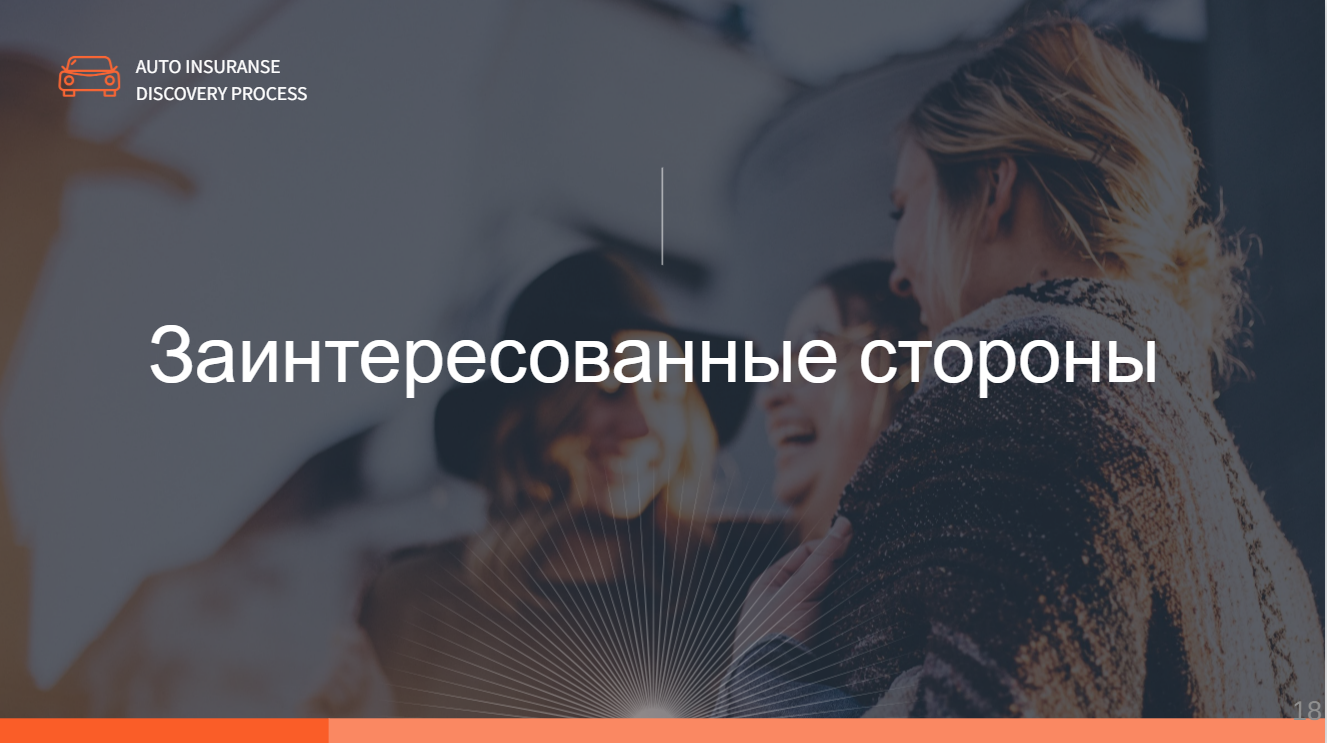 AUTO INSURANSE
DISCOVERY PROCESS
Заинтересованные стороны
18